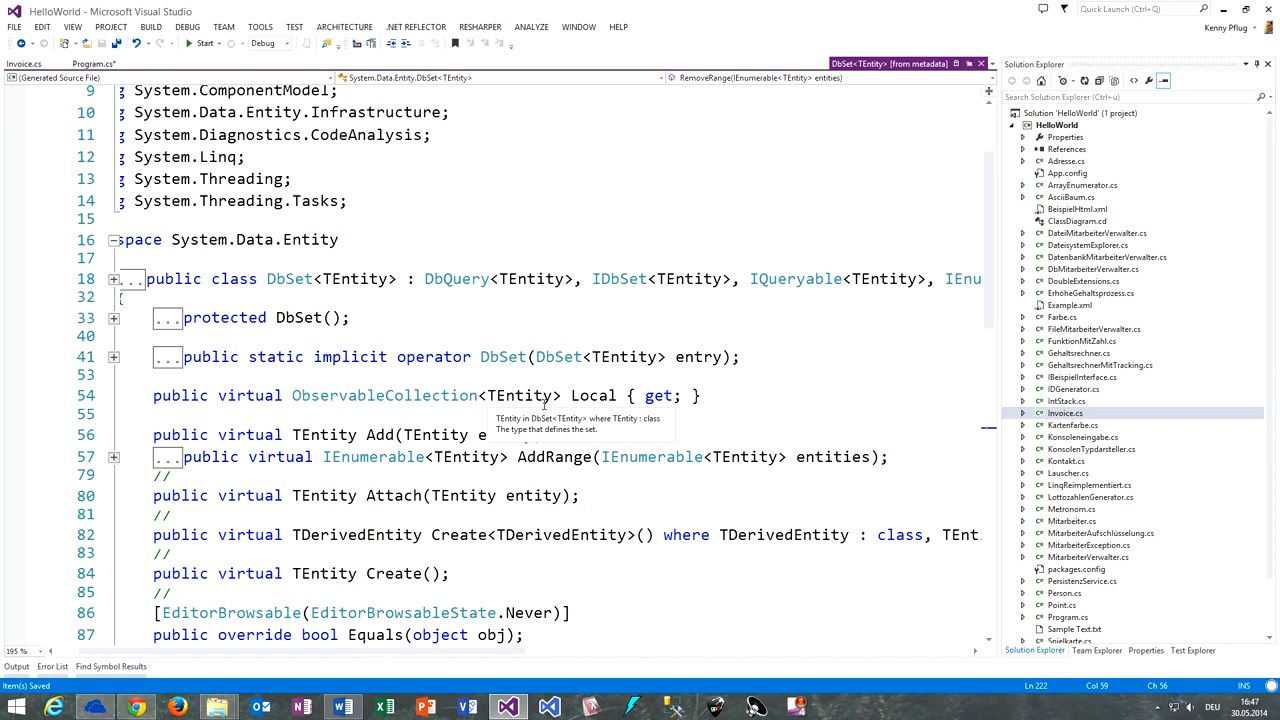 HelloWorld - Microsoft Visual Studio
Quick Launch (Ctrl+Q)
FILE EDIT VIEW PROJECT BUILD DEBUG TEAM TOOLS TEST ARCHITECTURE .NET REFLECTOR RESHARPER ANALYZE WINDOW HELP
Kenny Pflug
Start Debug
Invoice.cs Program.cs* DbSet<TEntity> [from metadata]
(Generated Source File) System.Data.Entity.DbSet<TEntity> RemoveRange(IEnumerable<TEntity> entities)
9 g System.ComponentModel;
10 g System.Data.Entity.Infrastructure;
11 g System.Diagnostics.CodeAnalysis;
12 g System.Linq;
13 g System.Threading;
14 g System.Threading.Tasks;
15
16 space System.Data.Entity
17
18 ...public class DbSet<TEntity> : DbQuery<TEntity>, IDbSet<TEntity>, IQueryable<TEntity>, IEnu
32 {
33 ...protected DbSet();
40
41 ...public static implicit operator DbSet(DbSet<TEntity> entry);
53
54 public virtual ObservableCollection<TEntity> Local { get; }
55
TEntity in DbSet<TEntity> where TEntity : class
The type that defines the set.
56 public virtual TEntity Add(TEntity e
57 ...public virtual IEnumerable<TEntity> AddRange(IEnumerable<TEntity> entities);
79 //
80 public virtual TEntity Attach(TEntity entity);
81 //
82 public virtual TDerivedEntity Create<TDerivedEntity>() where TDerivedEntity : class, TEnt
83 //
84 public virtual TEntity Create();
85 //
86 [EditorBrowsable(EditorBrowsableState.Never)]
87 public override bool Equals(object obj);
195 %
Solution Explorer
Search Solution Explorer (Ctrl+ü)
Solution 'HelloWorld' (1 project)
HelloWorld
Properties
References
Adresse.cs
App.config
ArrayEnumerator.cs
AsciiBaum.cs
BeispielHtml.xml
ClassDiagram.cd
DateiMitarbeiterVerwalter.cs
DateisystemExplorer.cs
DatenbankMitarbeiterVerwalter.cs
DbMitarbeiterVerwalter.cs
DoubleExtensions.cs
ErhöheGehaltsprozess.cs
Example.xml
Farbe.cs
FileMitarbeiterVerwalter.cs
FunktionMitZahl.cs
Gehaltsrechner.cs
GehaltsrechnerMitTracking.cs
IBeispielInterface.cs
IDGenerator.cs
IntStack.cs
Invoice.cs
Kartenfarbe.cs
Konsoleneingabe.cs
KonsolenTypdarsteller.cs
Kontakt.cs
Lauscher.cs
LinqReimplementiert.cs
LottozahlenGenerator.cs
Metronom.cs
Mitarbeiter.cs
MitarbeiterAufschlüsselung.cs
MitarbeiterException.cs
MitarbeiterVerwalter.cs
packages.config
PersistenzService.cs
Person.cs
Point.cs
Program.cs
Sample Text.txt
Spielkarte.cs
Solution Explorer Team Explorer Properties Test Explorer
Output Error List Find Symbol Results
Item(s) Saved Ln 222 Col 59 Ch 56 INS
DE 16:47
30.05.2014